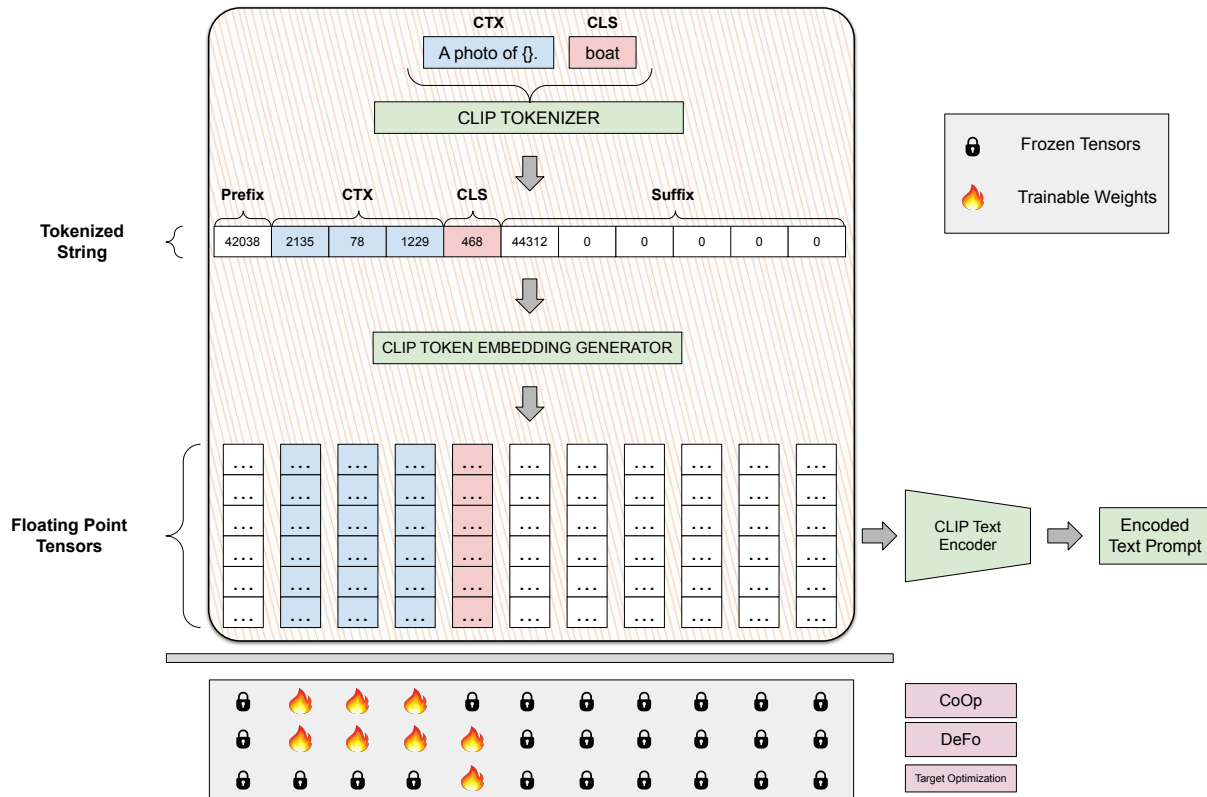 CTX CLS
A photo of {}. boat
CLIP TOKENIZER
Frozen Tensors
Trainable Weights
Prefix CTX CLS Suffix
Tokenized
String
42038 2135 78 1229 468 44312 0 0 0 0 0
CLIP TOKEN EMBEDDING GENERATOR
Floating Point
Tensors
... ... ... ... ... ... ... ... ... ... ...
... ... ... ... ... ... ... ... ... ... ...
... ... ... ... ... ... ... ... ... ... ...
... ... ... ... ... ... ... ... ... ... ...
... ... ... ... ... ... ... ... ... ... ...
... ... ... ... ... ... ... ... ... ... ...
CLIP Text
Encoder
Encoded
Text Prompt
CoOp
DeFo
Target Optimization